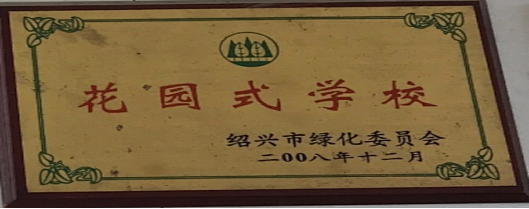 花园式学校
绍兴市绿化委员会
二00八年十二月